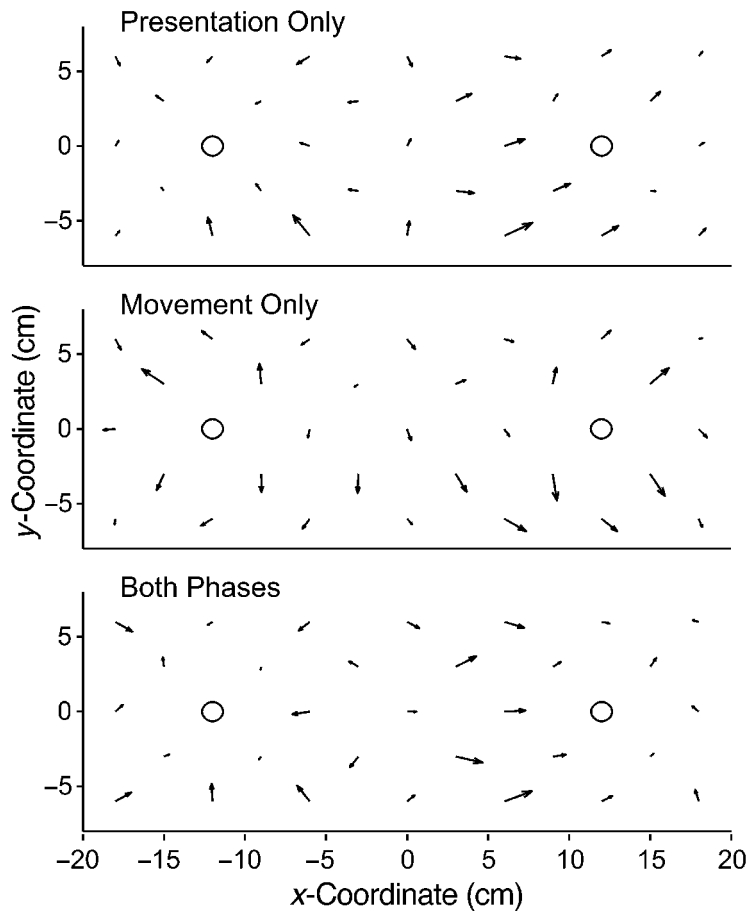 Presentation Only
5
0
−5
Movement Only
5
0
−5
y-Coordinate (cm)
Both Phases
5
0
−5
−20 −15 −10 −5 0 5 10 15 20
x-Coordinate (cm)